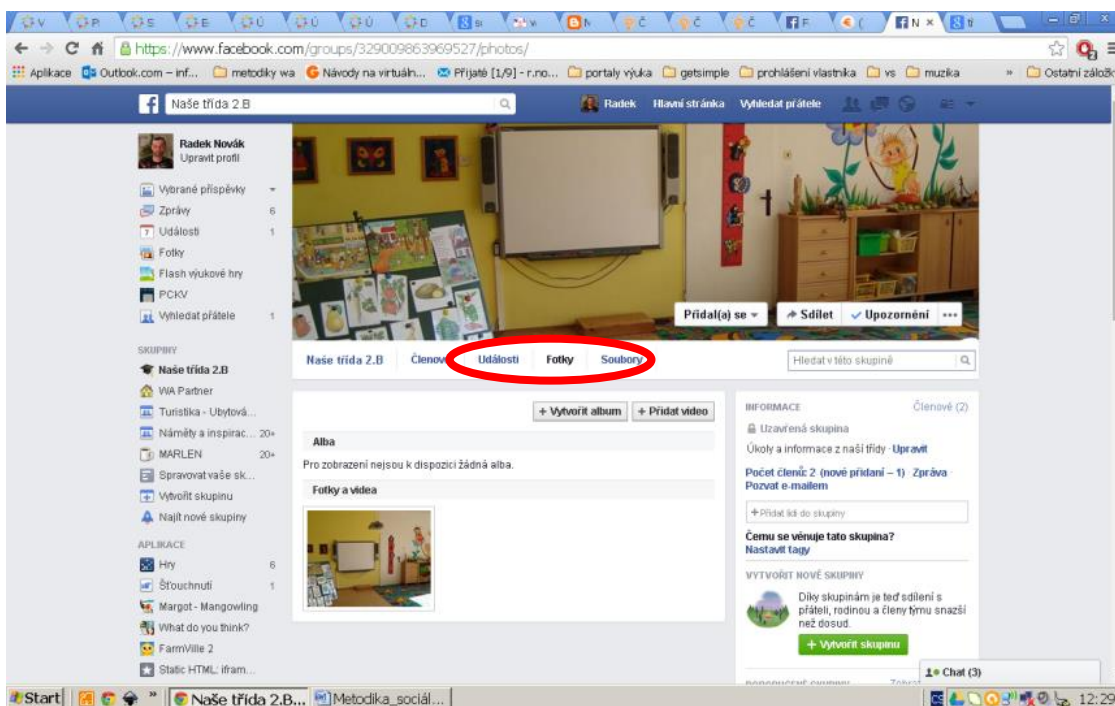 https://www.facebook.com/groups/329009863969527/photos/
Aplikace Outlook.com – inf... metodiky wa Návody na virtuáln... Přijaté [1/9] - r.no... portaly výuka getsimple prohlášení vlastníka vs muzika » Ostatní záložk
Naše třída 2.B Radek Hlavní stránka Vyhledat přátele
Radek Novák
Upravit profil
Vybrané příspěvky
Zprávy 6
Události 1
Fotky
Flash výukové hry
PCKV
Vyhledat přátele 1
SKUPINY
Naše třída 2.B
WA Partner
Turistika - Ubytová...
Náměty a inspirac... 20+
MARLEN 20+
Spravovat vaše sk...
Vytvořit skupinu
Najít nové skupiny
APLIKACE
Hry 6
Šťouchnutí 1
Margot - Mangowling
What do you think?
FarmVille 2
Static HTML: ifram...
Přidal(a) se Sdílet Upozornění
Naše třída 2.B Členov Události Fotky Soubory
Hledat v této skupině
+ Vytvořit album + Přidat video
Alba
Pro zobrazení nejsou k dispozici žádná alba.
Fotky a videa
INFORMACE Členové (2)
Uzavřená skupina
Úkoly a informace z naší třídy · Upravit
Počet členů: 2 (nově přidaní – 1) · Zpráva ·
Pozvat e-mailem
+ Přidat lidi do skupiny
Čemu se věnuje tato skupina?
Nastavit tagy
VYTVOŘIT NOVÉ SKUPINY
Díky skupinám je teď sdílení s
přáteli, rodinou a členy týmu snazší
než dosud.
+ Vytvořit skupinu
Chat (3)
Start Naše třída 2.B... Metodika_sociál... 12:29